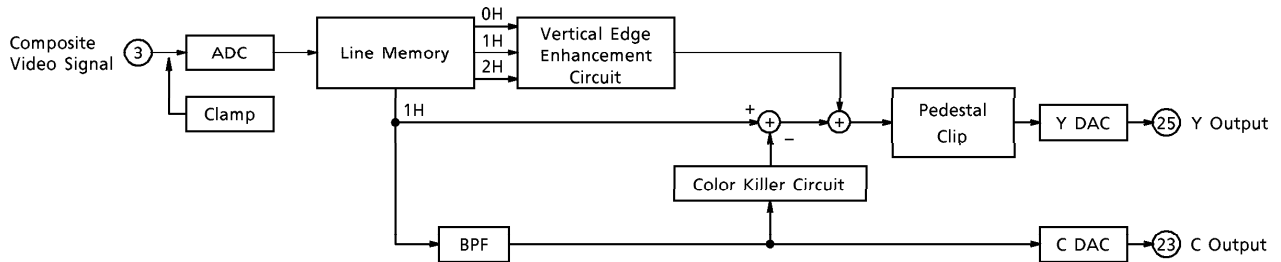 Composite
Video Signal
3
ADC
Clamp
Line Memory
0H
1H
2H
Vertical Edge
Enhancement
Circuit
1H
+
+
−
+
Pedestal
Clip
Y DAC
25
Y Output
Color Killer Circuit
BPF
C DAC
23
C Output